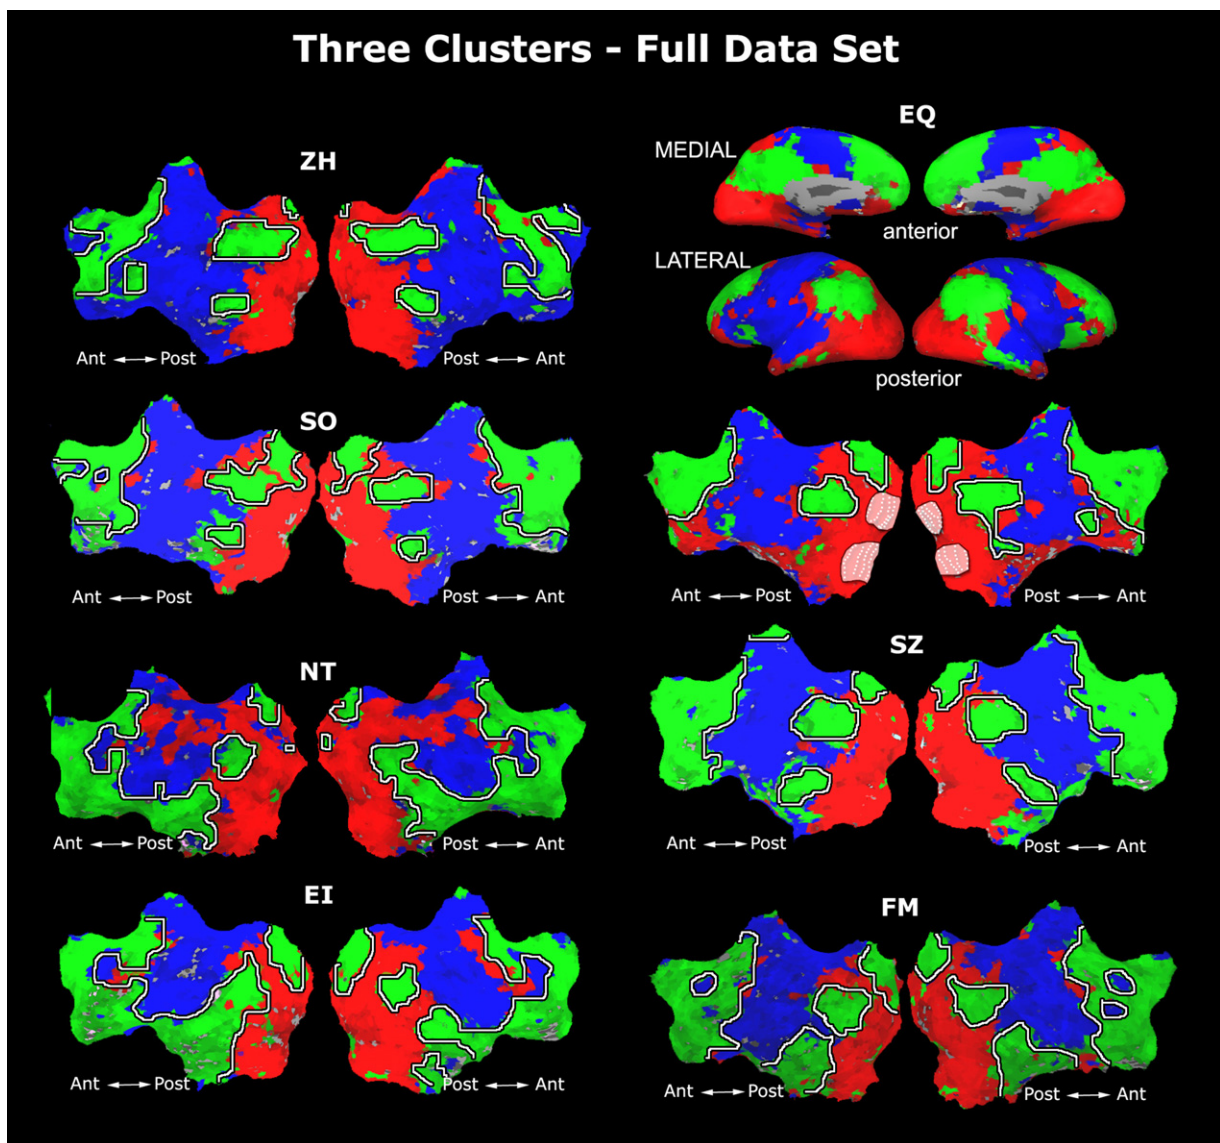 Three Clusters - Full Data Set
ZH
Ant Post
Post Ant
EQ
MEDIAL
anterior
LATERAL
posterior
SO
Ant Post
Post Ant
Ant Post
Post Ant
NT
Ant Post
Post Ant
SZ
Ant Post
Post Ant
EI
Ant Post
Post Ant
FM
Ant Post
Post Ant